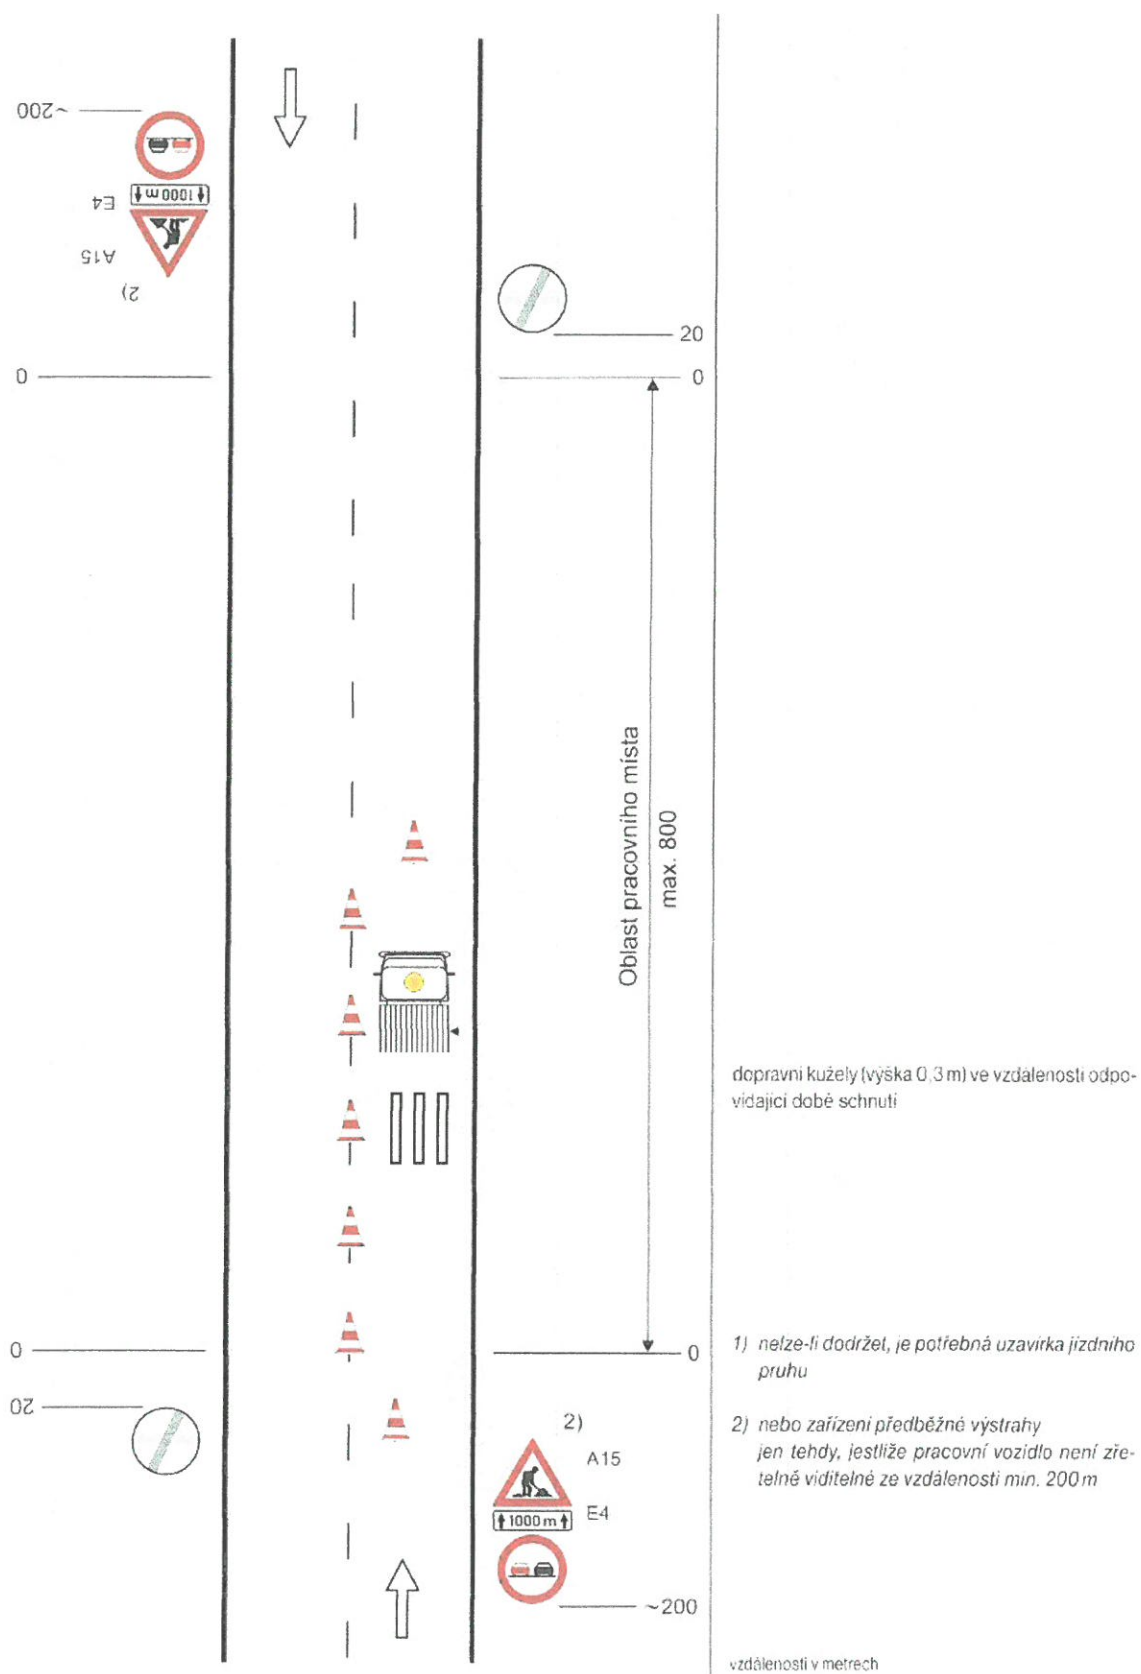 ~200
1000 m
E4
A15
2)
20
0
0
Oblast pracovního místa
max. 800
dopravní kužely (výška 0,3 m) ve vzdálenosti odpo-
vídající době schnutí
0
0
1) nelze-li dodržet, je potřebná uzavírka jízdního
pruhu
20
2)
2) nebo zařízení předběžné výstrahy
jen tehdy, jestliže pracovní vozidlo není zře-
telně viditelné ze vzdálenosti min. 200 m
A15
E4
1000 m
~200
vzdálenosti v metrech